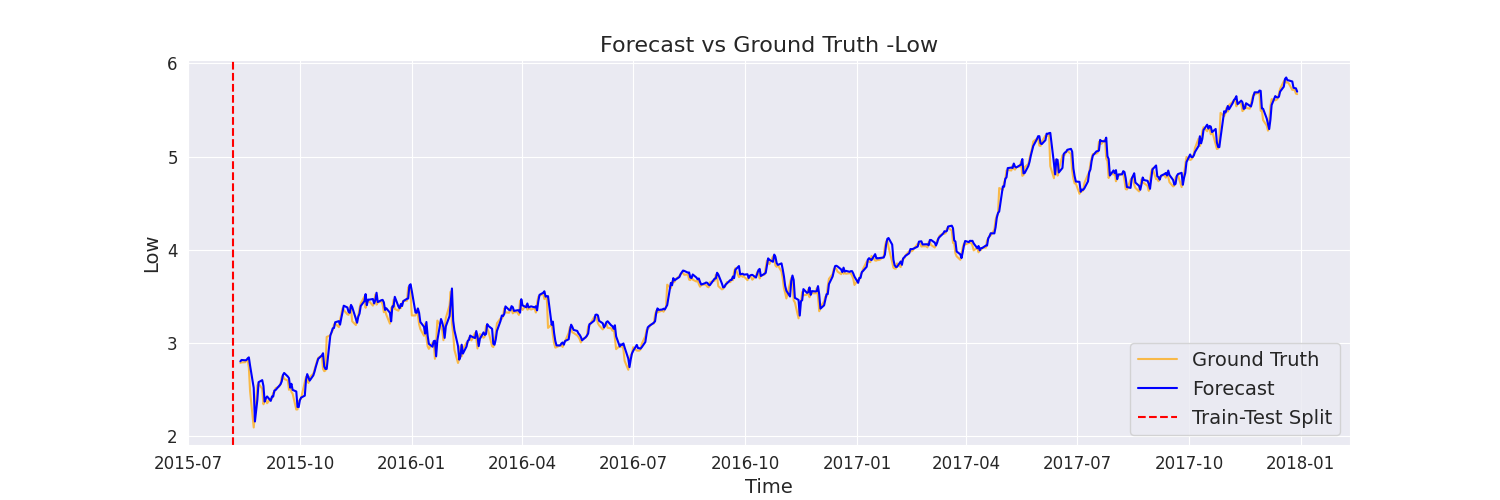 Forecast vs Ground Truth -Low
6
5
4
3
2
Low
2015-07 2015-10 2016-01 2016-04 2016-07 2016-10 2017-01 2017-04 2017-07 2017-10 2018-01
Time
Ground Truth
Forecast
Train-Test Split